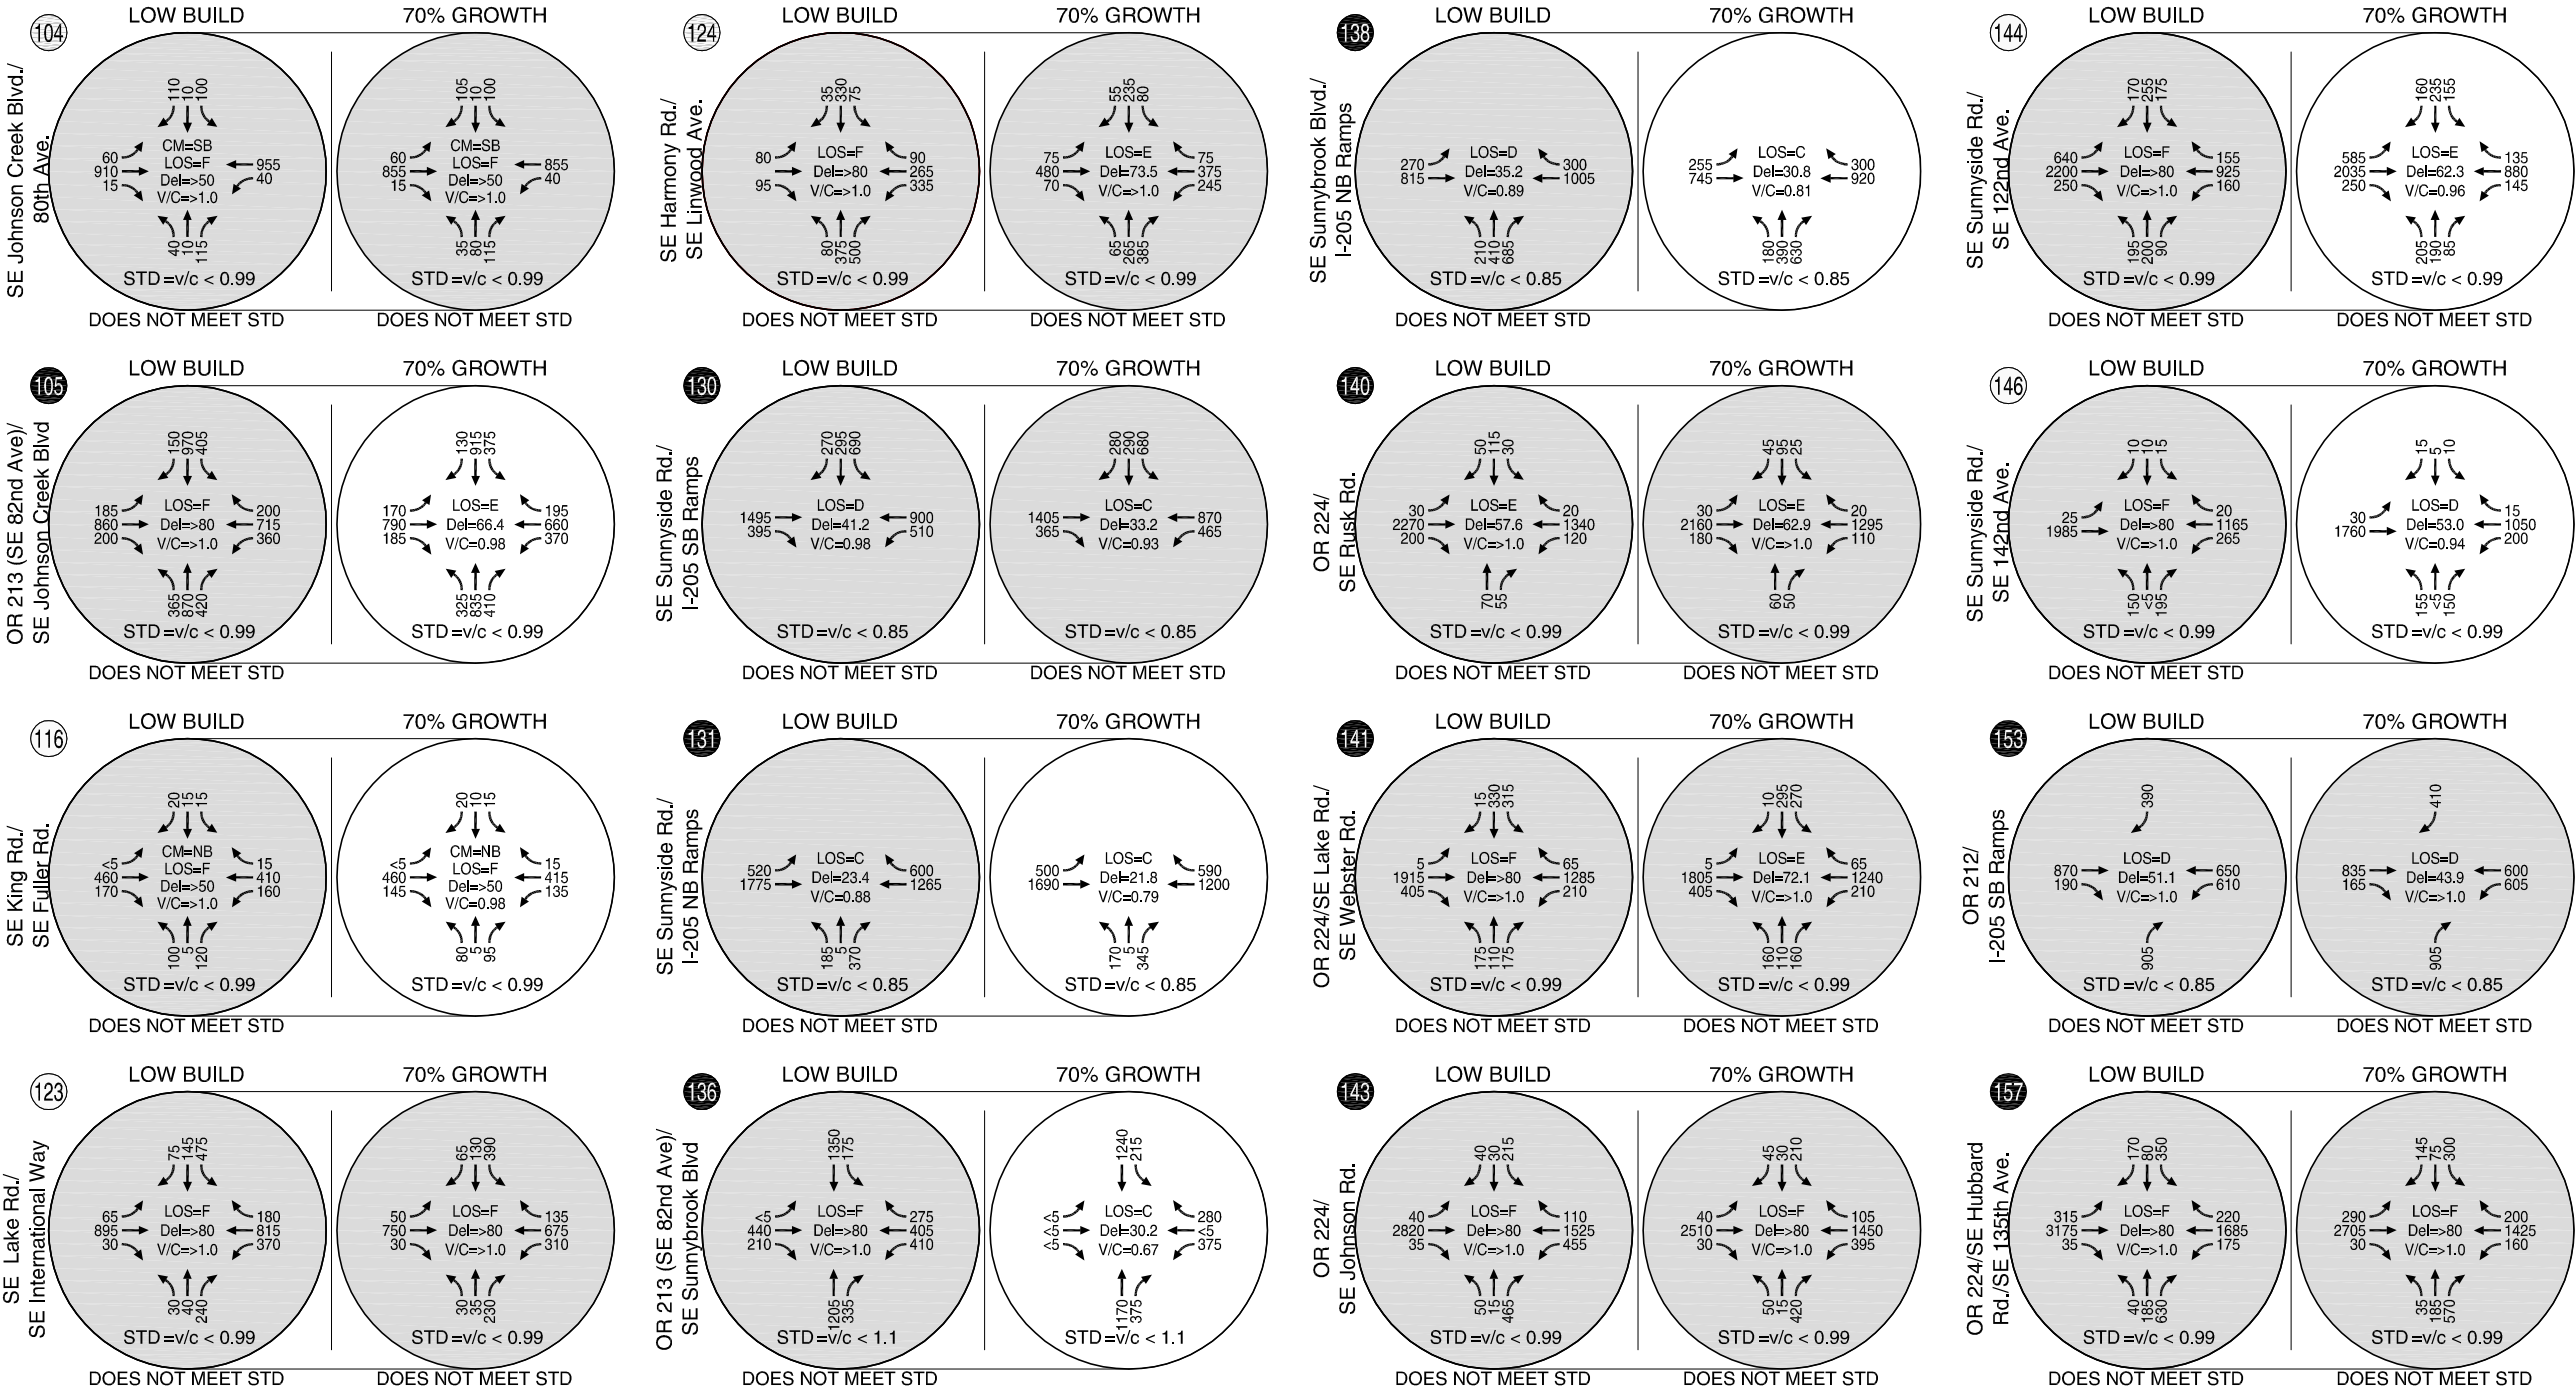 104
SE Johnson Creek Blvd./
80th Ave.
LOW BUILD
110 10 100
60 910 15
CM=SB
LOS=F
Del=>50
V/C=>1.0
955 40
40 10 115
STD=v/c < 0.99
DOES NOT MEET STD
70% GROWTH
105 10 100
60 855 15
CM=SB
LOS=F
Del=>50
V/C=>1.0
855 40
35 80 115
STD=v/c < 0.99
DOES NOT MEET STD
124
SE Harmony Rd./
SE Linwood Ave.
LOW BUILD
35 330 75
80 95
LOS=F
Del=>80
V/C=>1.0
90 265 335
80 375 500
STD=v/c < 0.99
DOES NOT MEET STD
70% GROWTH
55 235 80
75 480 70
LOS=E
Del=73.5
V/C=>1.0
75 375 245
65 265 385
STD=v/c < 0.99
DOES NOT MEET STD
138
SE Sunnybrook Blvd./
I-205 NB Ramps
LOW BUILD
270 815
LOS=D
Del=35.2
V/C=0.89
300 1005
210 410 685
STD=v/c < 0.85
DOES NOT MEET STD
70% GROWTH
255 745
LOS=C
Del=30.8
V/C=0.81
300 920
180 390 630
STD=v/c < 0.85
144
SE Sunnyside Rd./
SE 122nd Ave.
LOW BUILD
170 255 175
640 2200 250
LOS=F
Del=>80
V/C=>1.0
155 925 160
195 200 90
STD=v/c < 0.99
DOES NOT MEET STD
70% GROWTH
160 235 155
585 2035 250
LOS=E
Del=62.3
V/C=0.96
135 880 145
205 190 85
STD=v/c < 0.99
DOES NOT MEET STD
105
OR 213 (SE 82nd Ave)/
SE Johnson Creek Blvd
LOW BUILD
150 970 405
185 860 200
LOS=F
Del=>80
V/C=>1.0
200 715 360
365 870 420
STD=v/c < 0.99
DOES NOT MEET STD
70% GROWTH
130 915 375
170 790 185
LOS=E
Del=66.4
V/C=0.98
195 660 370
325 835 410
STD=v/c < 0.99
130
SE Sunnyside Rd./
I-205 SB Ramps
LOW BUILD
270 295 690
1495 395
LOS=D
Del=41.2
V/C=0.98
900 510
STD=v/c < 0.85
DOES NOT MEET STD
70% GROWTH
280 290 680
1405 365
LOS=C
Del=33.2
V/C=0.93
870 465
STD=v/c < 0.85
DOES NOT MEET STD
140
OR 224/
SE Rusk Rd.
LOW BUILD
50 115 30
30 2270 200
LOS=E
Del=57.6
V/C=>1.0
20 1340 120
70 55
STD=v/c < 0.99
DOES NOT MEET STD
70% GROWTH
45 95 25
30 2160 180
LOS=E
Del=62.9
V/C=>1.0
20 1295 110
60 50
STD=v/c < 0.99
DOES NOT MEET STD
146
SE Sunnyside Rd./
SE 142nd Ave.
LOW BUILD
10 10 15
25 1985
LOS=F
Del=>80
V/C=>1.0
20 1165 265
150 <5 195
STD=v/c < 0.99
DOES NOT MEET STD
70% GROWTH
15 5 10
30 1760
LOS=D
Del=53.0
V/C=0.94
15 1050 200
155 <5 150
STD=v/c < 0.99
116
SE King Rd./
SE Fuller Rd.
LOW BUILD
20 15 15
<5 460 170
CM=NB
LOS=F
Del=>50
V/C=>1.0
15 410 160
100 5 120
STD=v/c < 0.99
DOES NOT MEET STD
70% GROWTH
20 10 15
<5 460 145
CM=NB
LOS=F
Del=>50
V/C=0.98
15 415 135
80 5 95
STD=v/c < 0.99
131
SE Sunnyside Rd./
I-205 NB Ramps
LOW BUILD
520 1775
LOS=C
Del=23.4
V/C=0.88
600 1265
185 5 370
STD=v/c < 0.85
DOES NOT MEET STD
70% GROWTH
500 1690
LOS=C
Del=21.8
V/C=0.79
590 1200
170 5 345
STD=v/c < 0.85
141
OR 224/SE Lake Rd./
SE Webster Rd.
LOW BUILD
15 330 315
5 1915 405
LOS=F
Del=>80
V/C=>1.0
65 1285 210
175 110 175
STD=v/c < 0.99
DOES NOT MEET STD
70% GROWTH
10 295 270
5 1805 405
LOS=E
Del=72.1
V/C=>1.0
65 1240 210
160 110 160
STD=v/c < 0.99
DOES NOT MEET STD
153
OR 212/
I-205 SB Ramps
LOW BUILD
390
870 190
LOS=D
Del=51.1
V/C=>1.0
650 610
905
STD=v/c < 0.85
DOES NOT MEET STD
70% GROWTH
410
835 165
LOS=D
Del=43.9
V/C=>1.0
600 605
905
STD=v/c < 0.85
DOES NOT MEET STD
123
SE Lake Rd./
SE International Way
LOW BUILD
75 145 475
65 895 30
LOS=F
Del=>80
V/C=>1.0
180 815 370
30 40 240
STD=v/c < 0.99
DOES NOT MEET STD
70% GROWTH
65 130 390
50 750 30
LOS=F
Del=>80
V/C=>1.0
135 675 310
30 35 230
STD=v/c < 0.99
DOES NOT MEET STD
136
OR 213 (SE 82nd Ave)/
SE Sunnybrook Blvd
LOW BUILD
1350 175
<5 440 210
LOS=F
Del=>80
V/C=>1.0
275 405 410
1205 335
STD=v/c < 1.1
DOES NOT MEET STD
70% GROWTH
1240 215
<5 <5 <5
LOS=C
Del=30.2
V/C=0.67
280 <5 375
1170 375
STD=v/c < 1.1
143
OR 224/
SE Johnson Rd.
LOW BUILD
40 30 215
40 2820 35
LOS=F
Del=>80
V/C=>1.0
110 1525 455
50 15 465
STD=v/c < 0.99
DOES NOT MEET STD
70% GROWTH
45 30 210
40 2510 30
LOS=F
Del=>80
V/C=>1.0
105 1450 395
50 15 420
STD=v/c < 0.99
DOES NOT MEET STD
157
OR 224/SE Hubbard
Rd./SE 135th Ave.
LOW BUILD
170 80 350
315 3175 35
LOS=F
Del=>80
V/C=>1.0
220 1685 175
40 185 630
STD=v/c < 0.99
DOES NOT MEET STD
70% GROWTH
145 75 300
290 2705 30
LOS=F
Del=>80
V/C=>1.0
200 1425 160
35 185 570
STD=v/c < 0.99
DOES NOT MEET STD